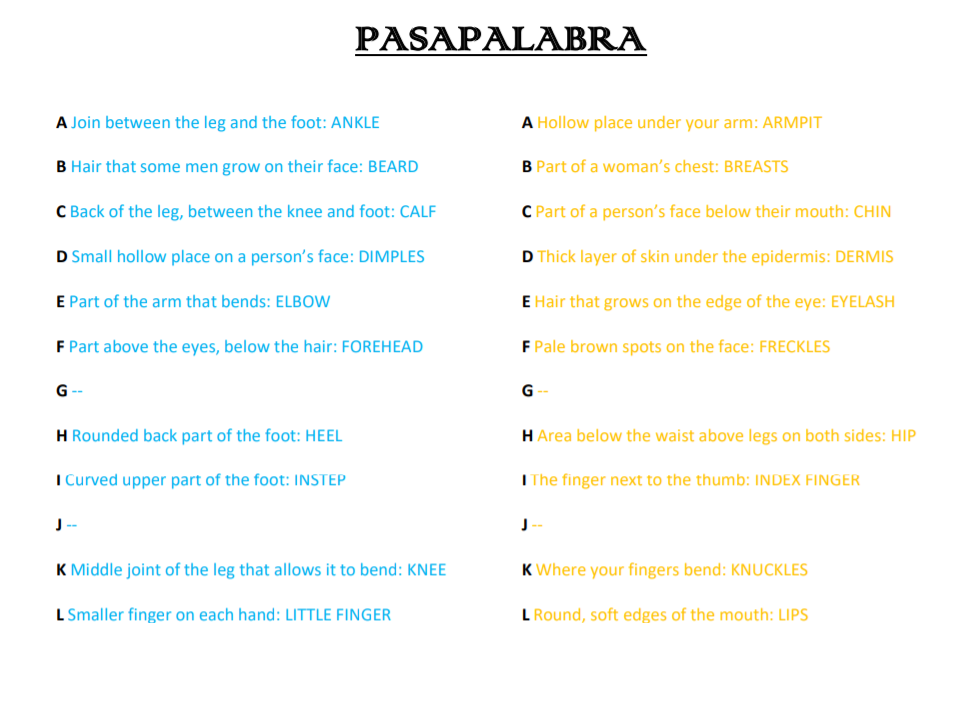 PASAPALABRA
A Join between the leg and the foot: ANKLE
B Hair that some men grow on their face: BEARD
C Back of the leg, between the knee and foot: CALF
D Small hollow place on a person's face: DIMPLES
E Part of the arm that bends: ELBOW
F Part above the eyes, below the hair: FOREHEAD
G --
H Rounded back part of the foot: HEEL
I Curved upper part of the foot: INSTEP
J --
K Middle joint of the leg that allows it to bend: KNEE
L Smaller finger on each hand: LITTLE FINGER
A Hollow place under your arm: ARMPIT
B Part of a woman's chest: BREASTS
C Part of a person's face below their mouth: CHIN
D Thick layer of skin under the epidermis: DERMIS
E Hair that grows on the edge of the eye: EYELASH
F Pale brown spots on the face: FRECKLES
G --
H Area below the waist above legs on both sides: HIP
I The finger next to the thumb: INDEX FINGER
J --
K Where your fingers bend: KNUCKLES
L Round, soft edges of the mouth: LIPS